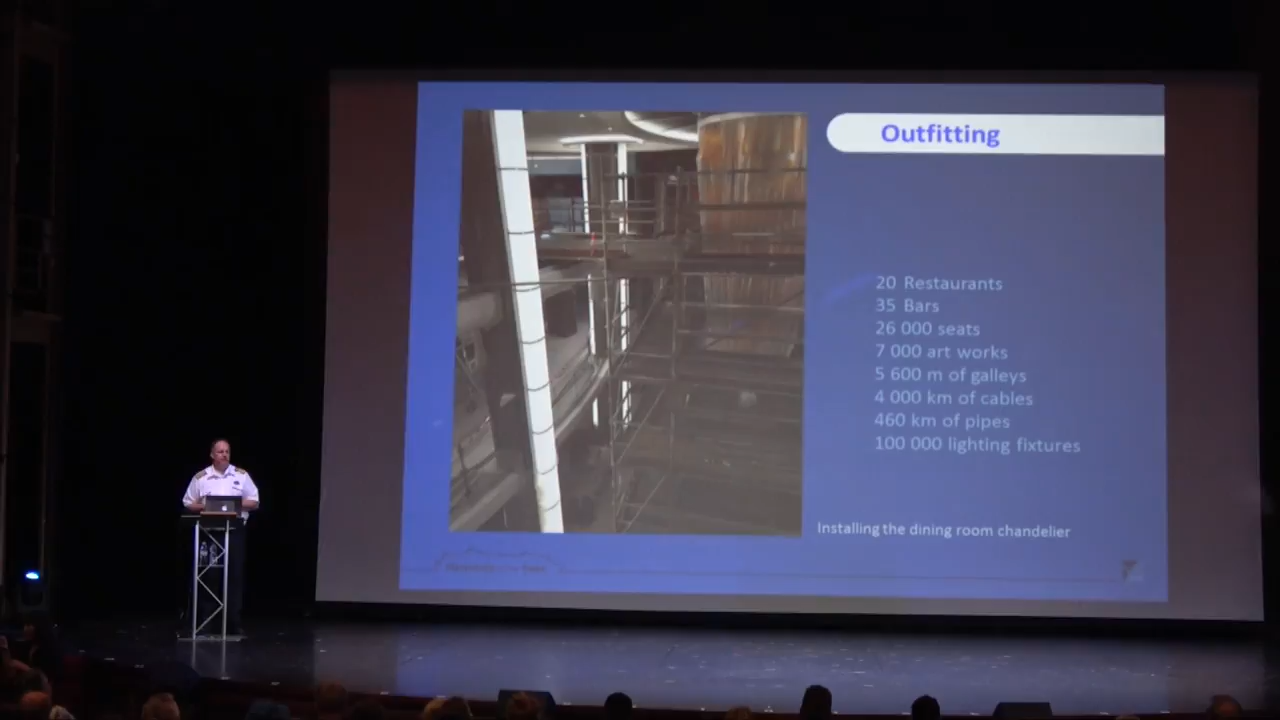 Outfitting
20 Restaurants
35 Bars
26 000 seats
7 000 art works
5 600 m of galleys
4 000 km of cables
460 km of pipes
100 000 lighting fixtures
Installing the dining room chandelier